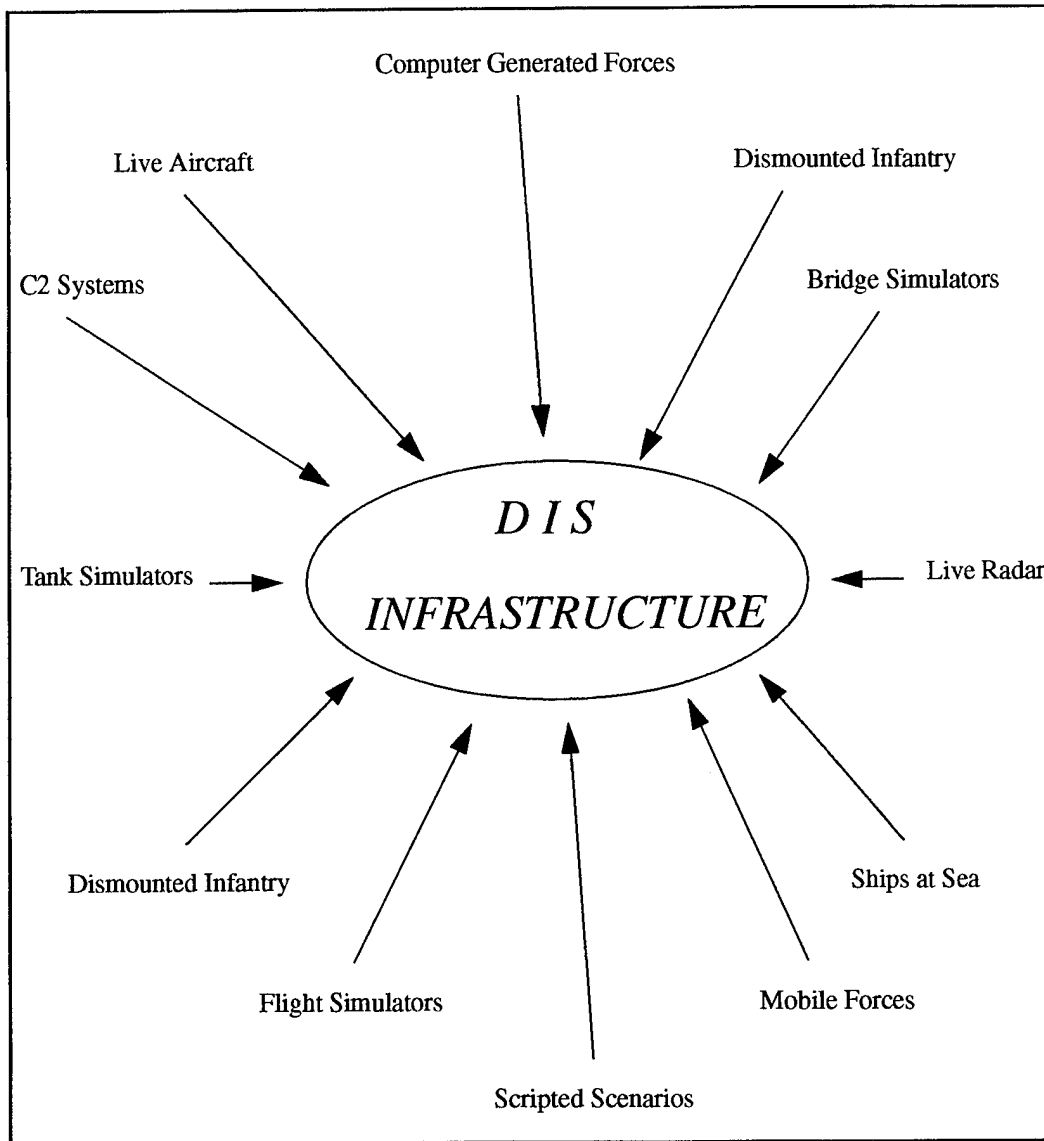 Computer Generated Forces
Live Aircraft
Dismounted Infantry
C2 Systems
Bridge Simulators
D I S
INFRASTRUCTURE
Tank Simulators
Live Radar
Dismounted Infantry
Ships at Sea
Flight Simulators
Mobile Forces
Scripted Scenarios